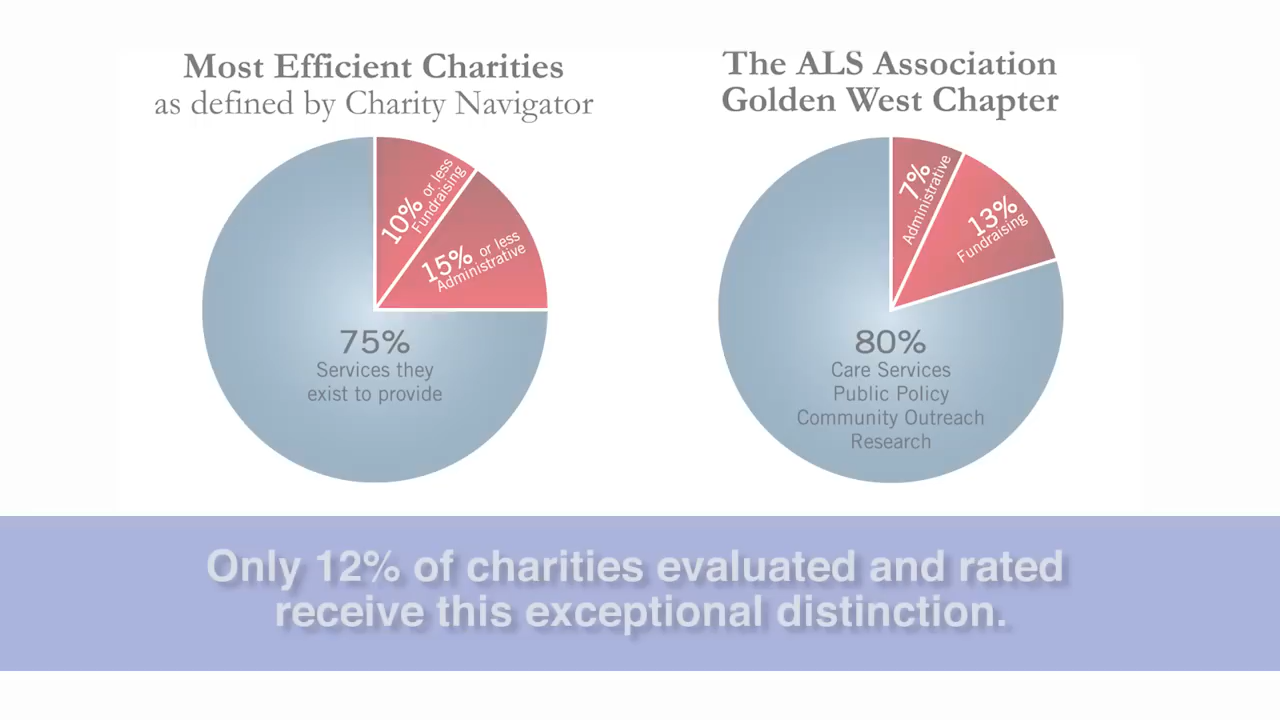 Most Efficient Charities
as defined by Charity Navigator
10% or less
Fundraising
15% or less
Administrative
75%
Services they
exist to provide
The ALS Association
Golden West Chapter
7%
Administrative
13%
Fundraising
80%
Care Services
Public Policy
Community Outreach
Research
Only 12% of charities evaluated and rated
receive this exceptional distinction.